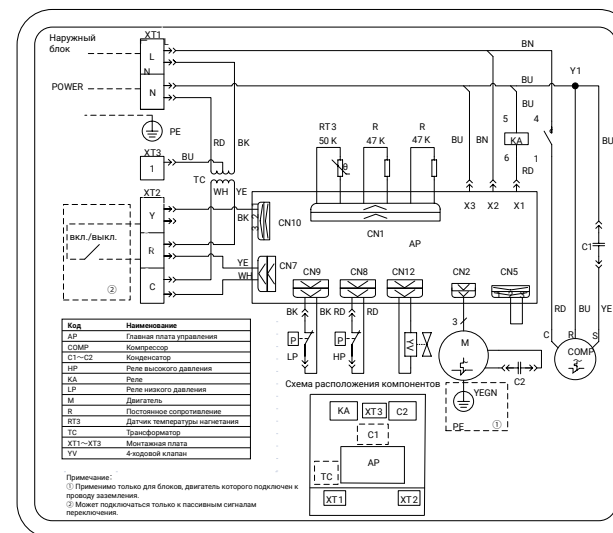 Наружный
блок
XT1
L
N
N
POWER
PE
XT3
1
BU
TC
RD
BK
WH
YE
XT2
Y
R
C
вкл./выкл.
②
BK
YE
WH
1
2
3
CN10
CN7
RT3
50 K
θ
R
47 K
R
47 K
CN1
AP
BU
BN
X3
X2
X1
BN
BU
Y1
BU
5
KA
6
RD
4
1
BU
C1
CN9
CN8
CN12
CN2
CN5
BK
BK
RD
RD
P
LP
P
HP
YV
3
M
C2
YEGN
PE
①
RD
BU
YE
C
R
S
COMP
Код Наименование
AP Главная плата управления
COMP Компрессор
C1～C2 Конденсатор
HP Реле высокого давления
KA Реле
LP Реле низкого давления
M Двигатель
R Постоянное сопротивление
RT3 Датчик температуры нагнетания
TC Трансформатор
XT1～XT3 Монтажная плата
YV 4-ходовой клапан
Схема расположения компонентов
KA
XT3
C2
C1
AP
TC
XT1
XT2
Примечание:
① Применимо только для блоков, двигатель которого подключен к
проводу заземления.
② Может подключаться только к пассивным сигналам
переключения.